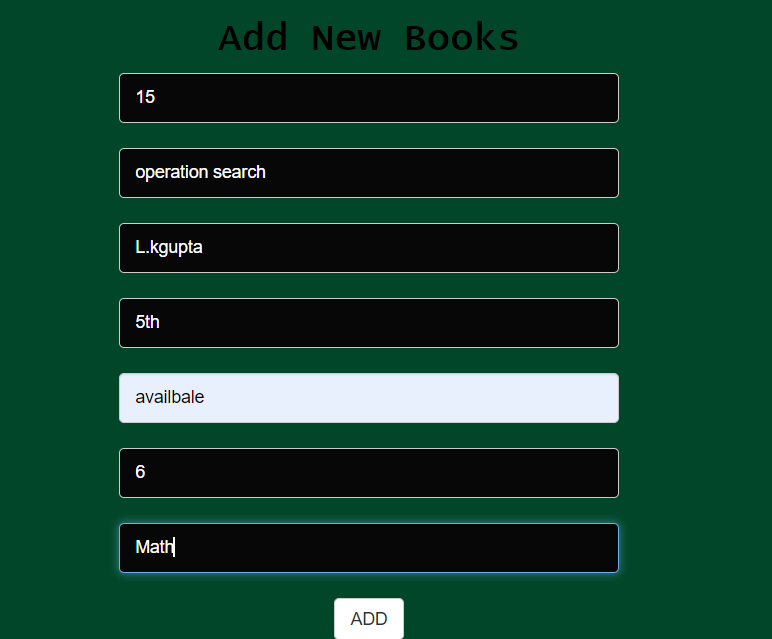 Add New Books
15
operation search
L.kgupta
5th
availbale
6
Math
ADD